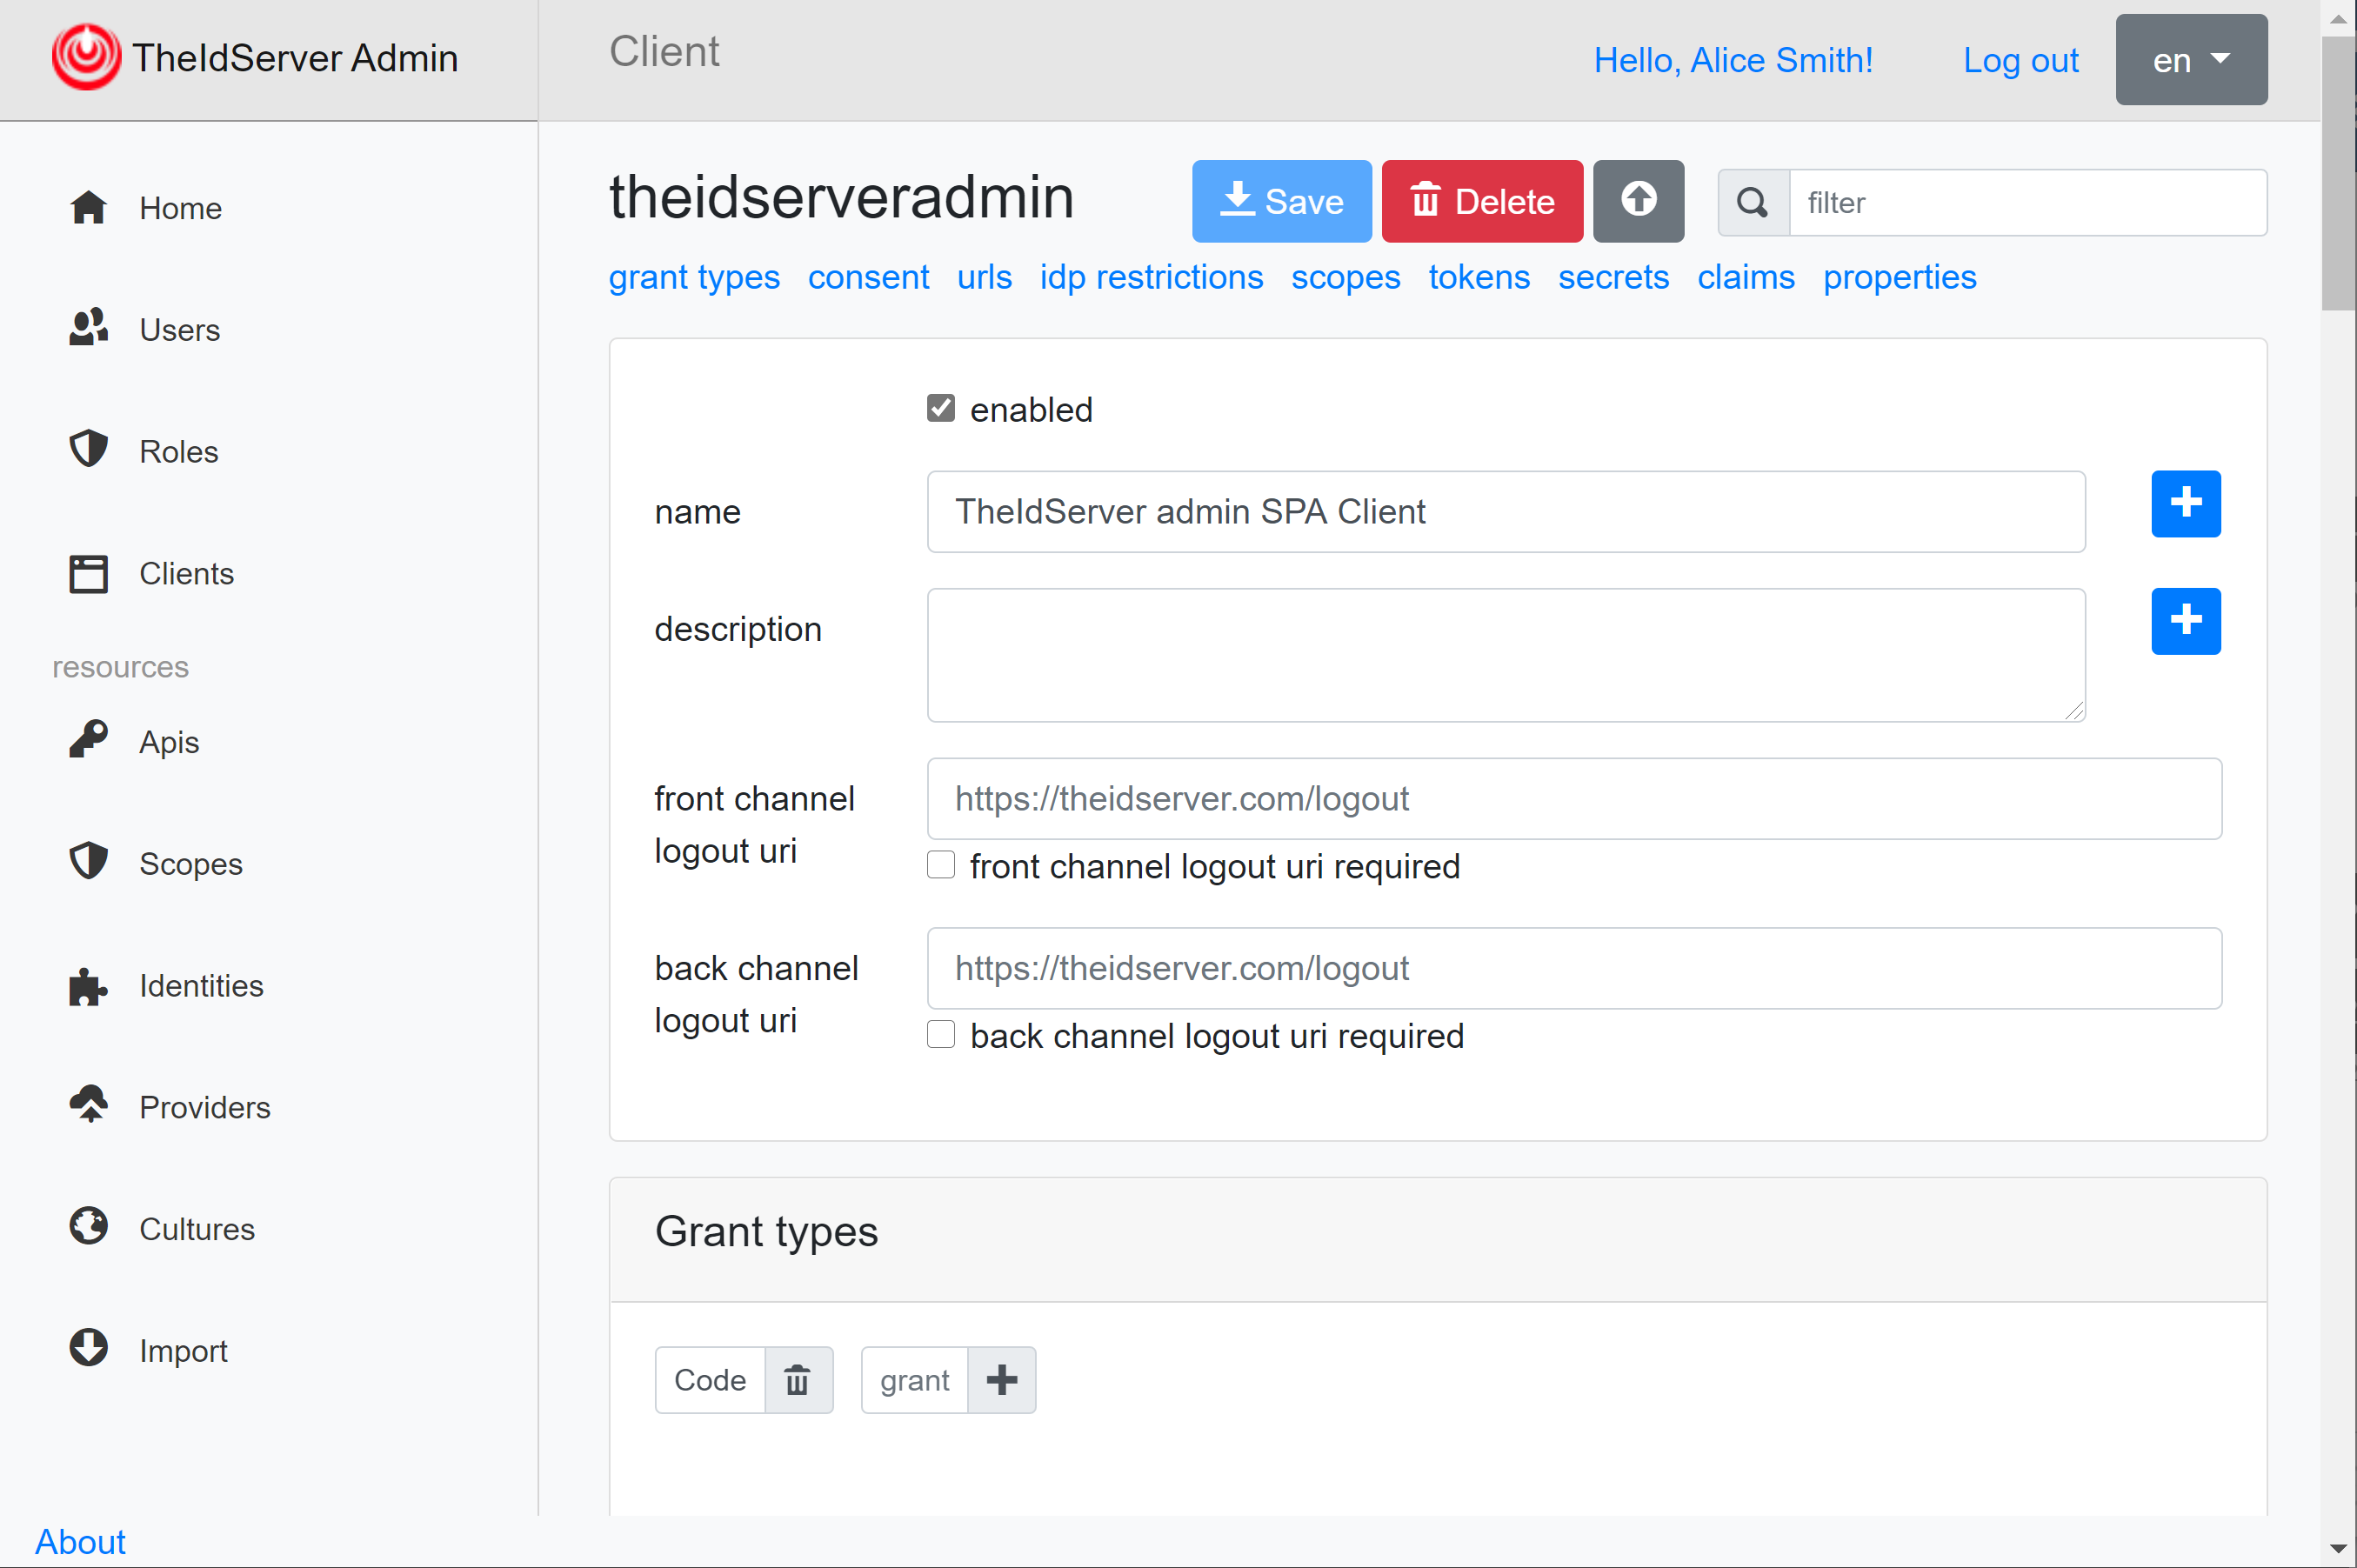 TheIdServer Admin
Client
Hello, Alice Smith!
Log out
en
Home
Users
Roles
Clients
resources
Apis
Scopes
Identities
Providers
Cultures
Import
About
theidserveradmin
Save
Delete
filter
grant types consent urls idp restrictions scopes tokens secrets claims properties
enabled
name
TheIdServer admin SPA Client
description
front channel
logout uri
https://theidserver.com/logout
front channel logout uri required
back channel
logout uri
https://theidserver.com/logout
back channel logout uri required
Grant types
Code
grant